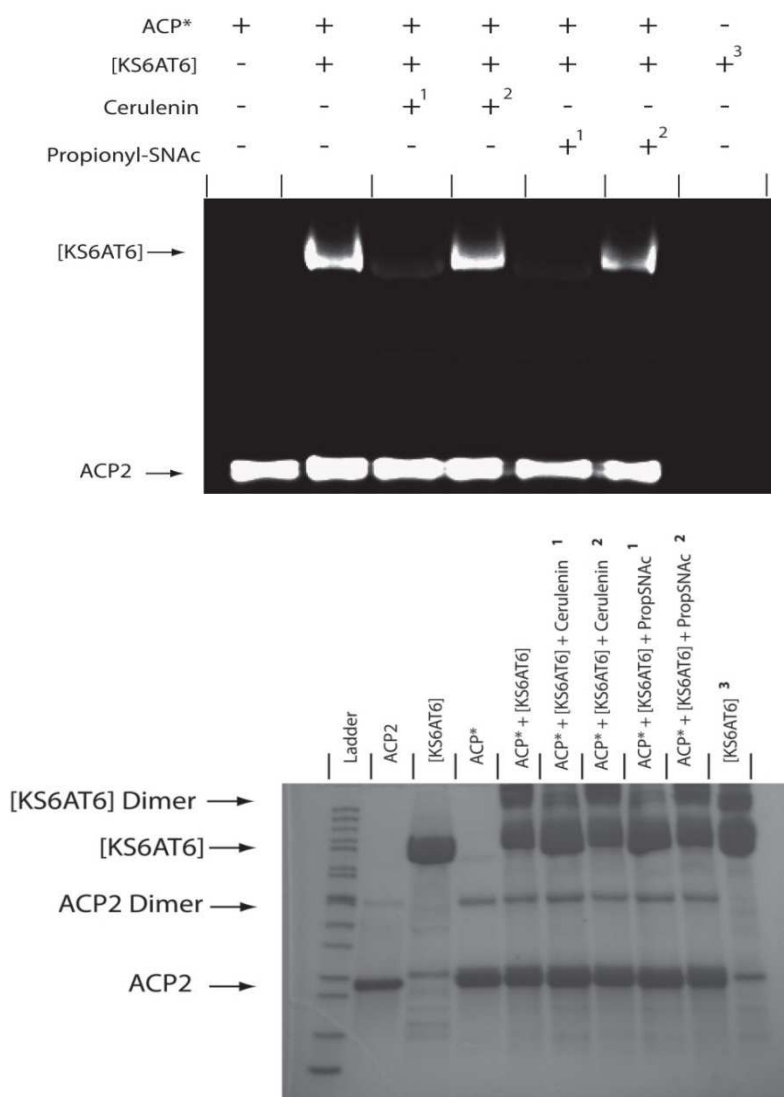 ACP* + + + + + + -
[KS6AT6] - + + + + + +3
Cerulenin - - +1 +2 - - -
Propionyl-SNAc - - - - +1 +2 -
[KS6AT6]
ACP2
Ladder
ACP2
[KS6AT6]
ACP*
ACP* + [KS6AT6]
ACP* + [KS6AT6] + Cerulenin 1
ACP* + [KS6AT6] + Cerulenin 2
ACP* + [KS6AT6] + PropSNAc 1
ACP* + [KS6AT6] + PropSNAc 2
[KS6AT6] 3
[KS6AT6] Dimer
[KS6AT6]
ACP2 Dimer
ACP2